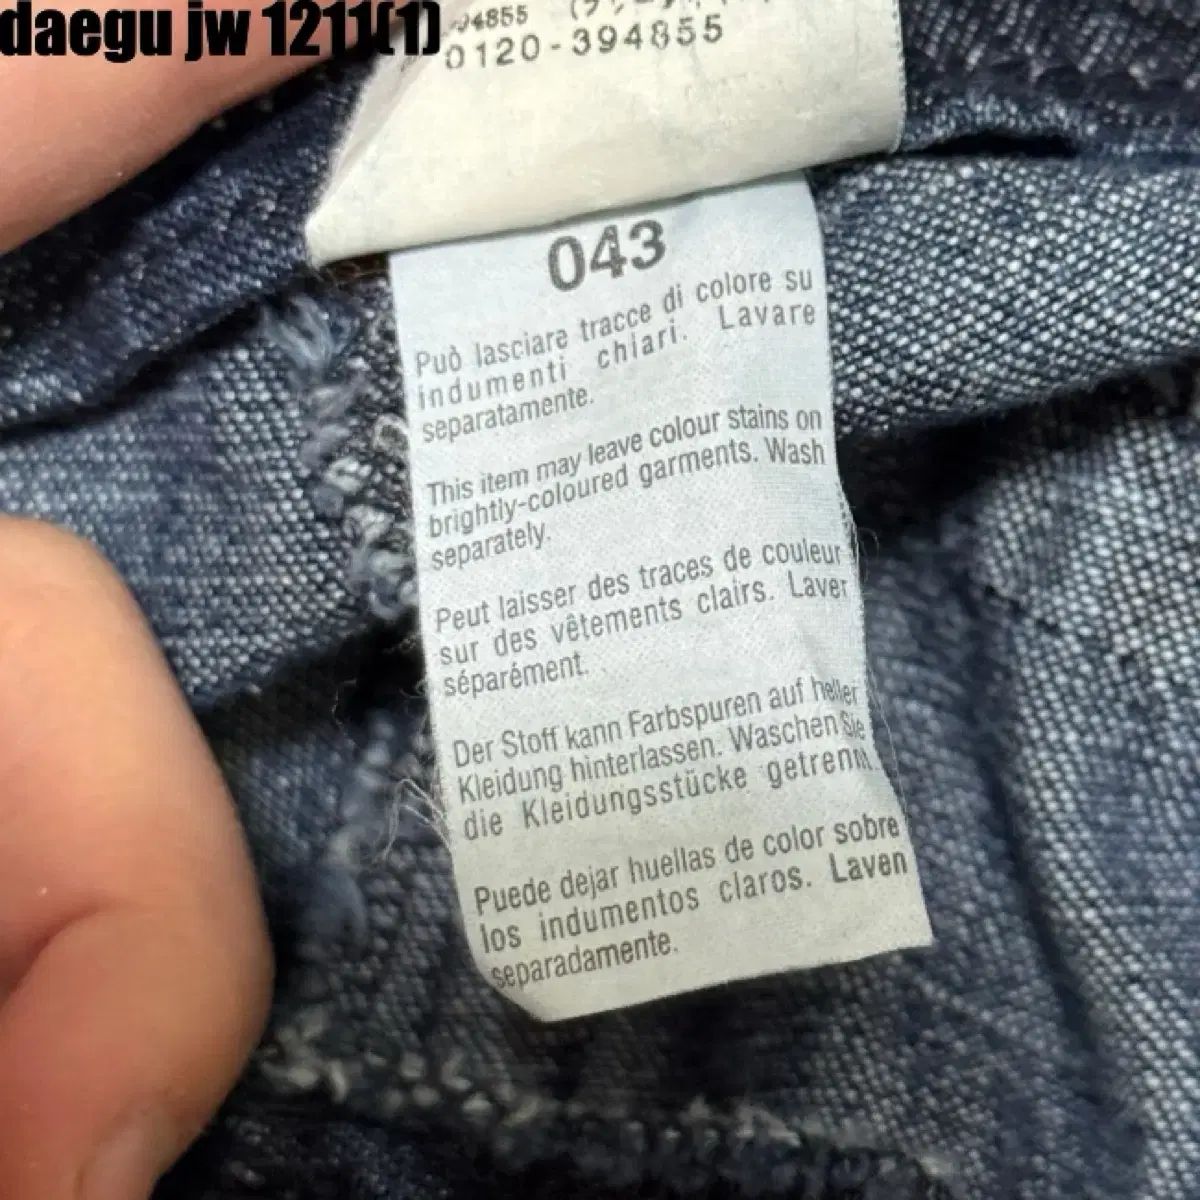 daegu jw 1211(1)
0120-394855
043
Può lasciare tracce di colore su
indumenti chiari. Lavare
separatamente.
This item may leave colour stains on
brightly-coloured garments. Wash
separately.
Peut laisser des traces de couleur
sur des vêtements clairs. Laver
séparément.
Der Stoff kann Farbspuren auf heller
Kleidung hinterlassen. Waschen Sie
die Kleidungsstücke getrennt.
Puede dejar huellas de color sobre
los indumentos claros. Laven
separadamente.